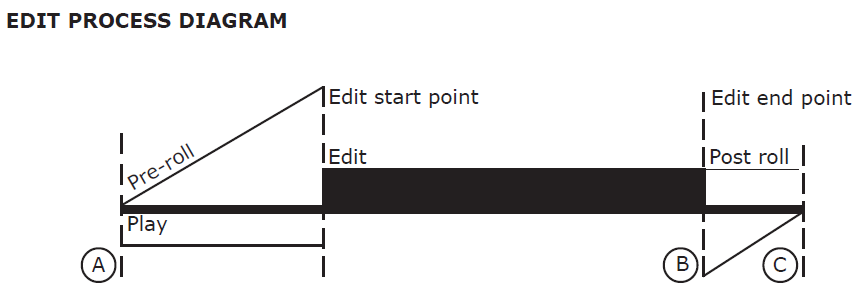 EDIT PROCESS DIAGRAM
Edit start point
Edit end point
Pre-roll
Edit
Post roll
Play
A
B
C